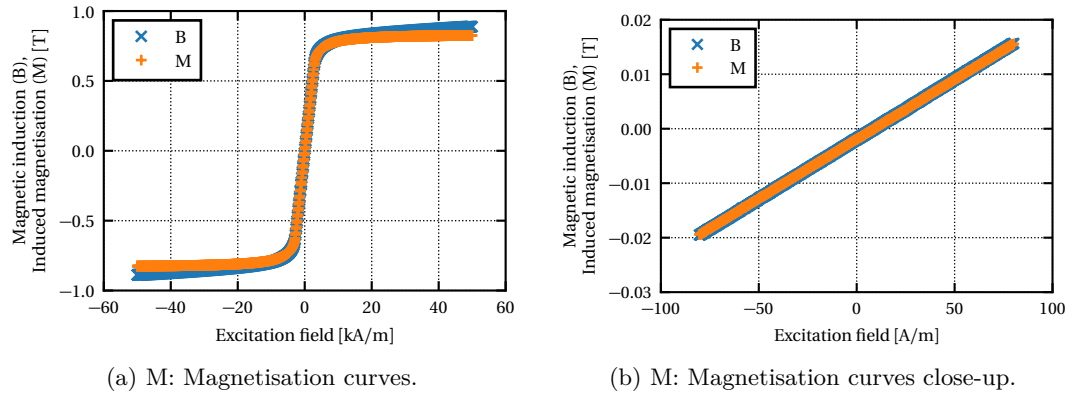 Magnetic induction (B),
Induced magnetisation (M) [T]
1.0
0.5
0.0
−0.5
−1.0
B
M
−60 −40 −20 0 20 40 60
Excitation field [kA/m]
(a) M: Magnetisation curves.
Magnetic induction (B),
Induced magnetisation (M) [T]
0.02
0.01
0.00
−0.01
−0.02
−0.03
B
M
−100 −50 0 50 100
Excitation field [A/m]
(b) M: Magnetisation curves close-up.